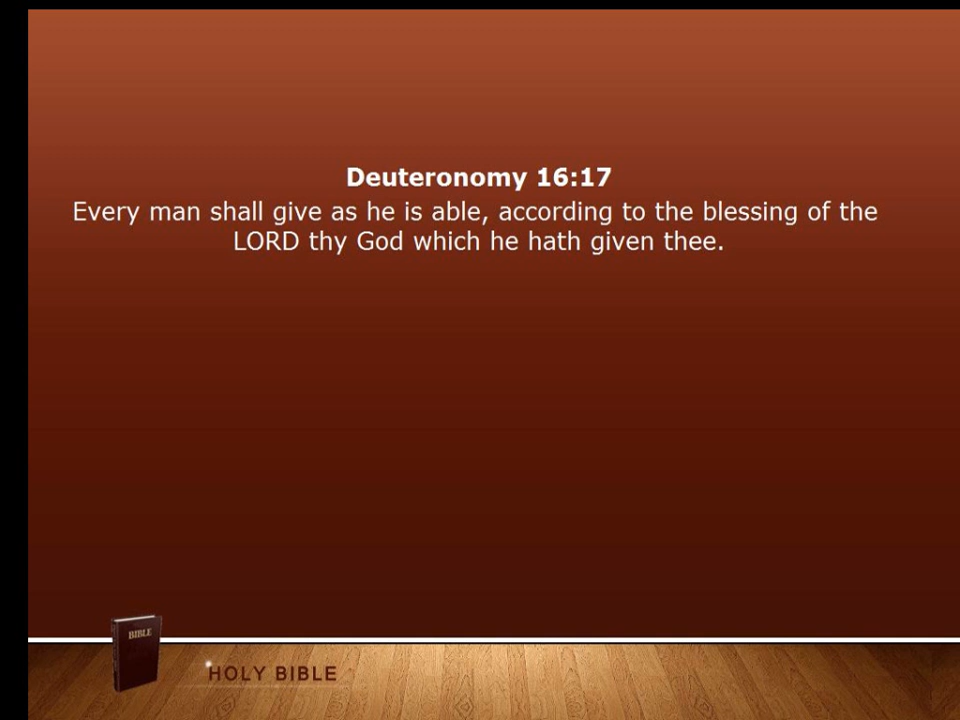 Deuteronomy 16:17
Every man shall give as he is able, according to the blessing of the
LORD thy God which he hath given thee.
BIBLE
HOLY BIBLE